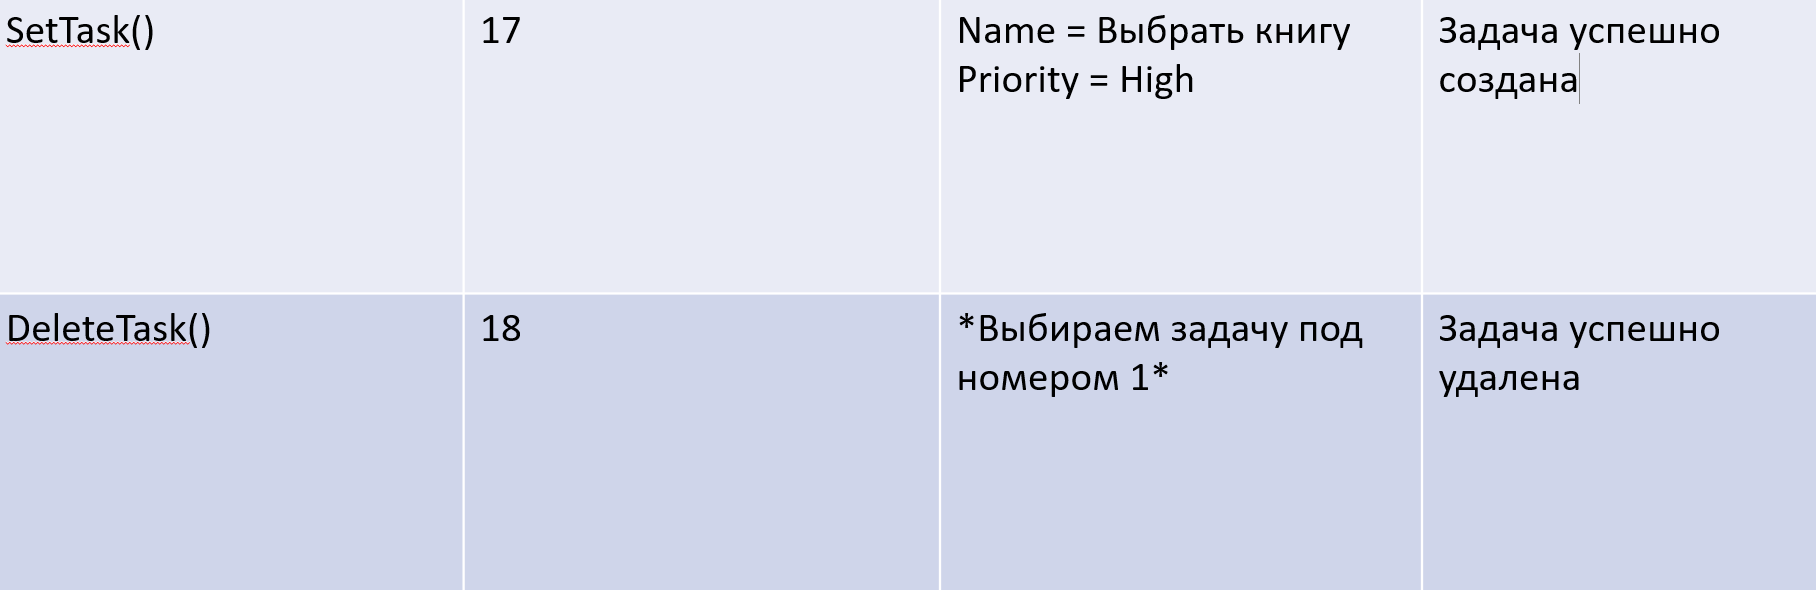 SetTask()
17
Name = Выбрать книгу
Priority = High
Задача успешно
создана
DeleteTask()
18
*Выбираем задачу под
номером 1*
Задача успешно
удалена